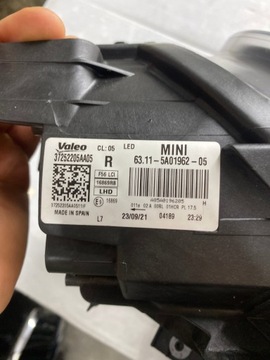 Valeo
CL: 05
LED
MINI
37252205AA05
R
63.11-5A01962-05
F56 LCI
LHD
H
MADE IN SPAIN
L7
23/09/21
04189
23:29